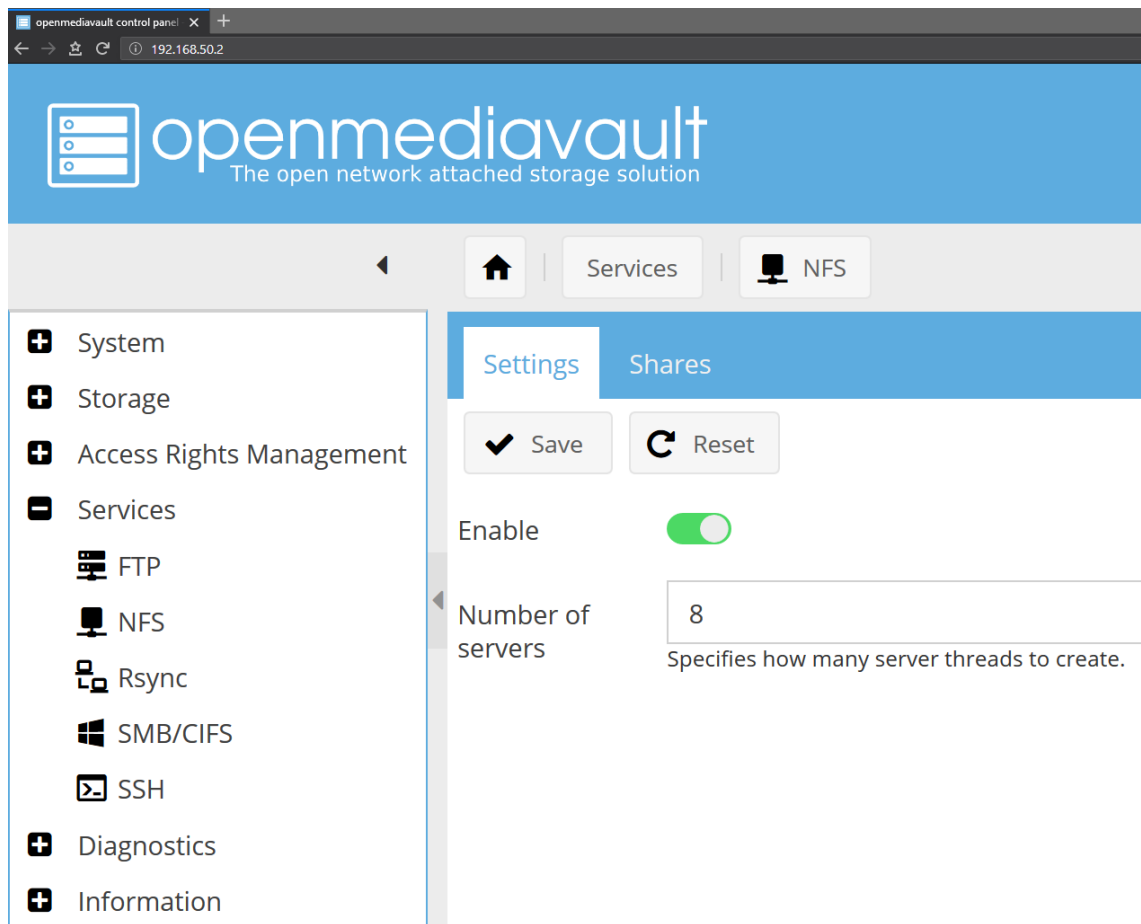 openmediavault control panel
192.168.50.2
openmediavault
The open network attached storage solution
Services
NFS
System
Storage
Access Rights Management
Services
FTP
NFS
Rsync
SMB/CIFS
SSH
Diagnostics
Information
Settings
Shares
Save
Reset
Enable
Number of
servers
8
Specifies how many server threads to create.